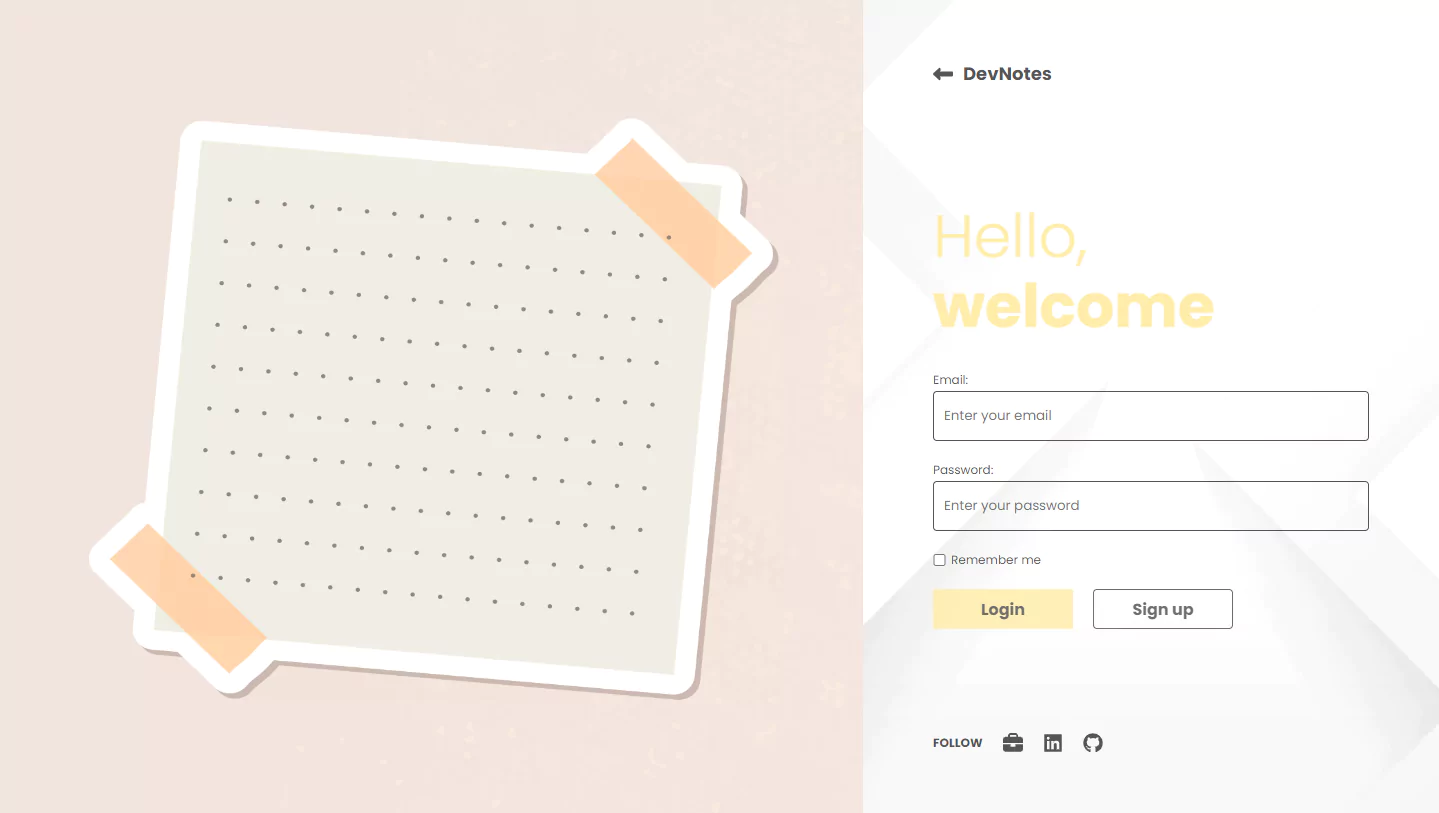 DevNotes
Hello,
welcome
Email:
Enter your email
Password:
Enter your password
Remember me
Login Sign up
FOLLOW